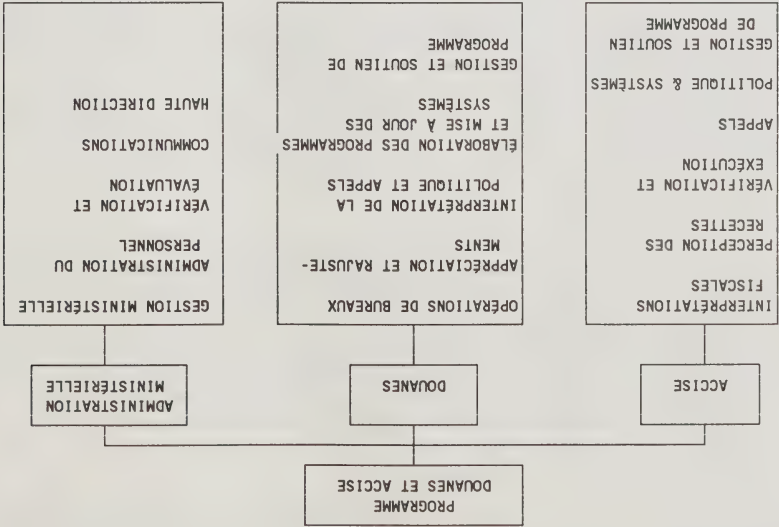 PROGRAMME
DOUANES ET ACCISE
ACCISE
DOUANES
ADMINISTRATION
MINISTÉRIELLE
INTERPRÉTATIONS
FISCALES
PERCEPTION DES
RECETTES
VÉRIFICATION ET
EXÉCUTION
APPELS
POLITIQUE & SYSTÈMES
GESTION ET SOUTIEN
DE PROGRAMME
OPÉRATIONS DE BUREAUX
APPRÉCIATION ET RAJUSTE-
MENTS
INTERPRÉTATION DE LA
POLITIQUE ET APPELS
ÉLABORATION DES PROGRAMMES
ET MISE À JOUR DES
SYSTÈMES
GESTION ET SOUTIEN DE
PROGRAMME
GESTION MINISTÉRIELLE
ADMINISTRATION DU
PERSONNEL
VÉRIFICATION ET
ÉVALUATION
COMMUNICATIONS
HAUTE DIRECTION